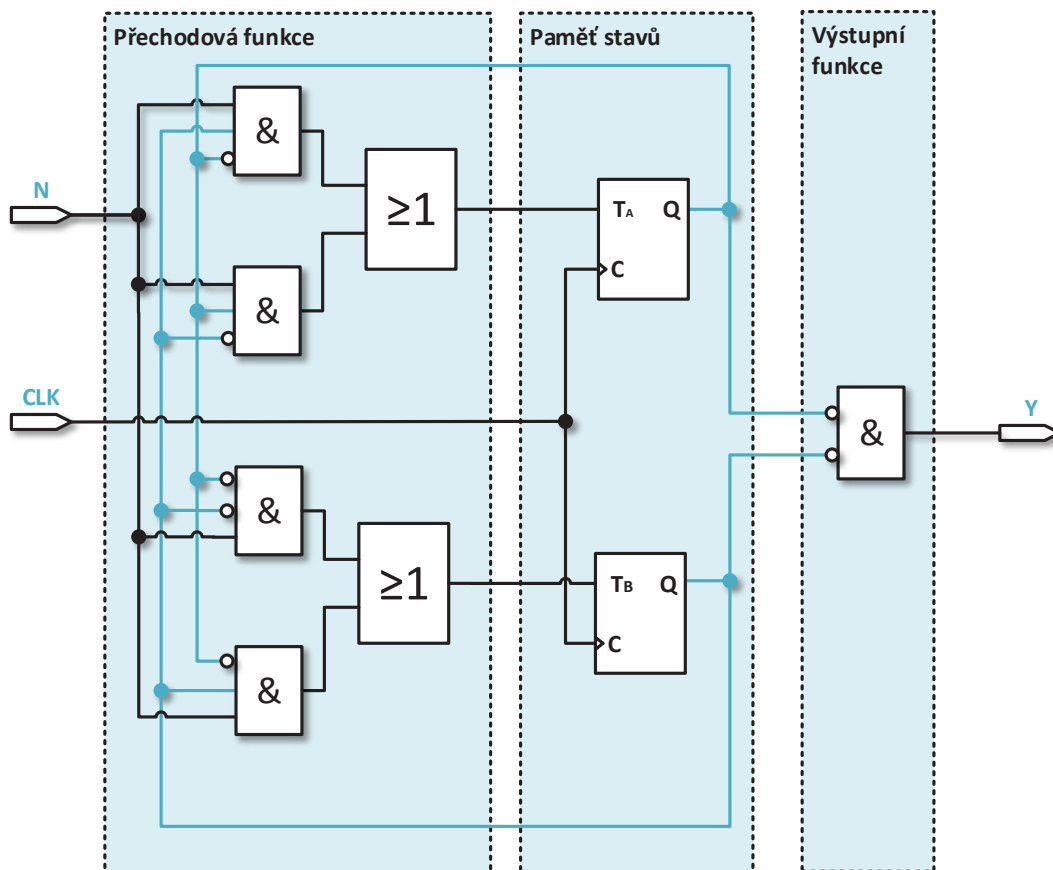 Přechodová funkce
Paměť stavů
Výstupní
funkce
&
≥1
N
TA Q
C
&
CLK
&
Y
&
≥1
TB Q
C
&